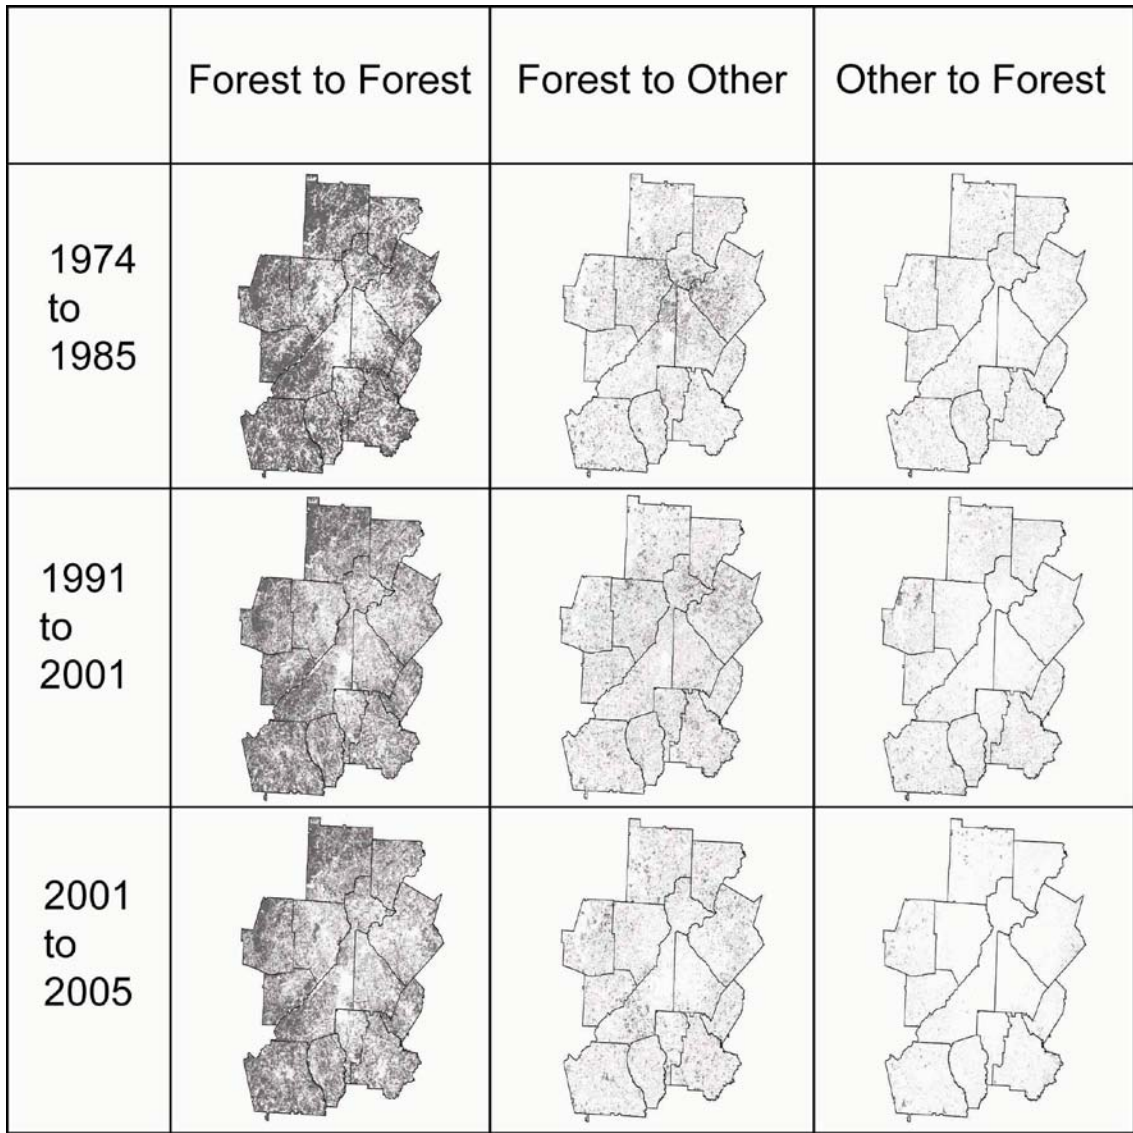 Forest to Forest
Forest to Other
Other to Forest
1974
to
1985
1991
to
2001
2001
to
2005